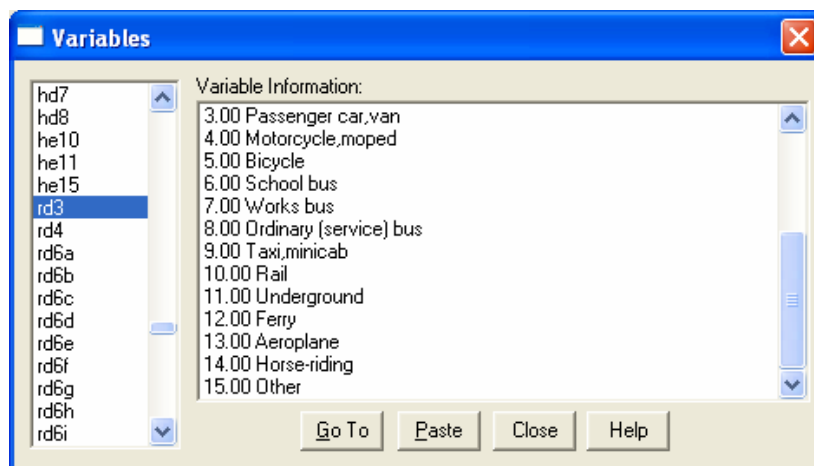 Variables
hd7
hd8
he10
he11
he15
rd3
rd4
rd6a
rd6b
rd6c
rd6d
rd6e
rd6f
rd6g
rd6h
rd6i
Variable Information:
3.00 Passenger car,van
4.00 Motorcycle,moped
5.00 Bicycle
6.00 School bus
7.00 Works bus
8.00 Ordinary (service) bus
9.00 Taxi,minicab
10.00 Rail
11.00 Underground
12.00 Ferry
13.00 Aeroplane
14.00 Horse-riding
15.00 Other
Go To Paste Close Help